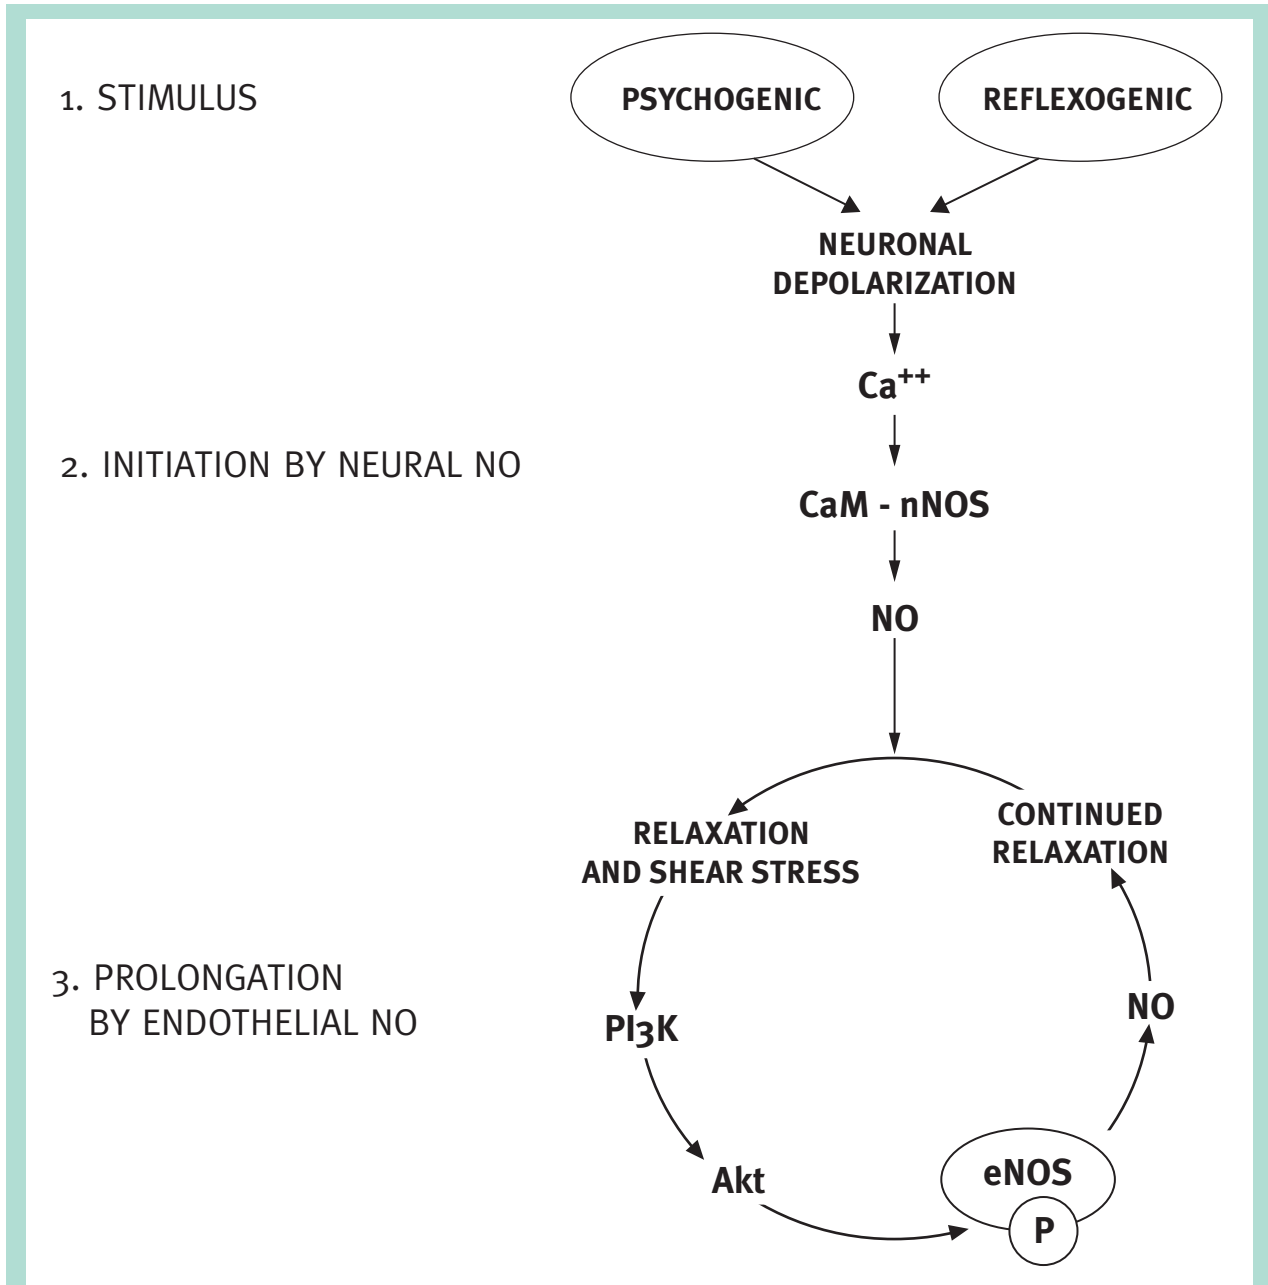 1. STIMULUS
PSYCHOGENIC
REFLEXOGENIC
NEURONAL
DEPOLARIZATION
Ca++
2. INITIATION BY NEURAL NO
CaM - nNOS
NO
RELAXATION
AND SHEAR STRESS
CONTINUED
RELAXATION
3. PROLONGATION
BY ENDOTHELIAL NO
PI3K
NO
Akt
eNOS
P